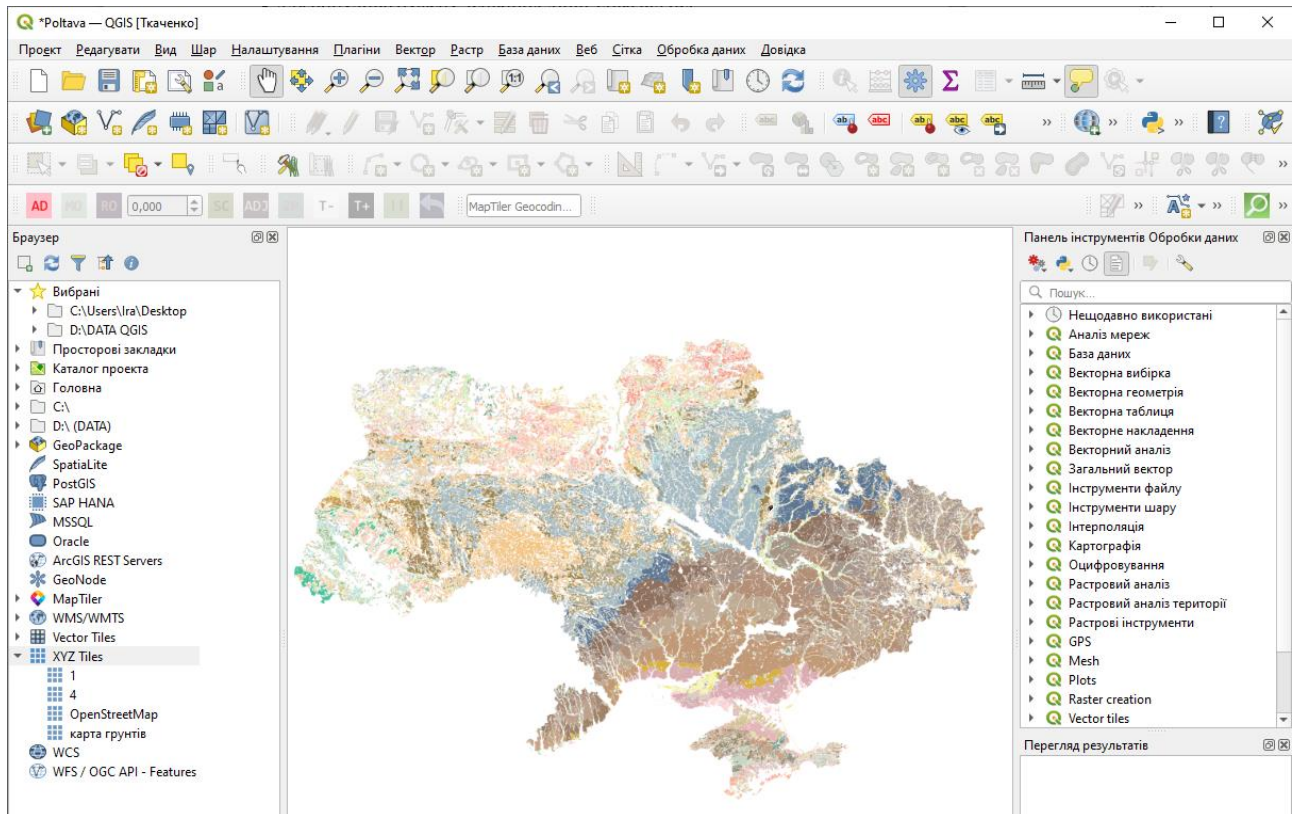 *Poltava — QGIS [Ткаченко]
Проект Редагувати Вид Шар Налаштування Плагіни Вектор Растр База даних Веб Сітка Обробка даних Довідка
AD MO RO 0,000 SC ADJ T- T+ MapTiler Geocodin...
Браузер
Вибрані
C:\Users\Ira\Desktop
D:\DATA QGIS
Просторові закладки
Каталог проекта
Головна
C:\
D:\ (DATA)
GeoPackage
SpatiaLite
PostGIS
SAP HANA
MSSQL
Oracle
ArcGIS REST Servers
GeoNode
MapTiler
WMS/WMTS
Vector Tiles
XYZ Tiles
1
4
OpenStreetMap
карта грунтів
WCS
WFS / OGC API - Features
Панель інструментів Обробки даних
Пошук...
Нещодавно використані
Аналіз мереж
База даних
Векторна вибірка
Векторна геометрія
Векторна таблиця
Векторне накладення
Векторний аналіз
Загальний вектор
Інструменти файлу
Інструменти шару
Інтерполяція
Картографія
Оцифровування
Растровий аналіз
Растровий аналіз території
Растрові інструменти
GPS
Mesh
Plots
Raster creation
Vector tiles
Перегляд результатів